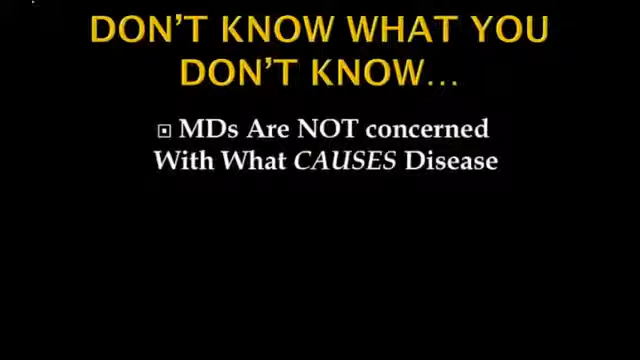 DON’T KNOW WHAT YOU
DON’T KNOW…
MDs Are NOT concerned
With What CAUSES Disease